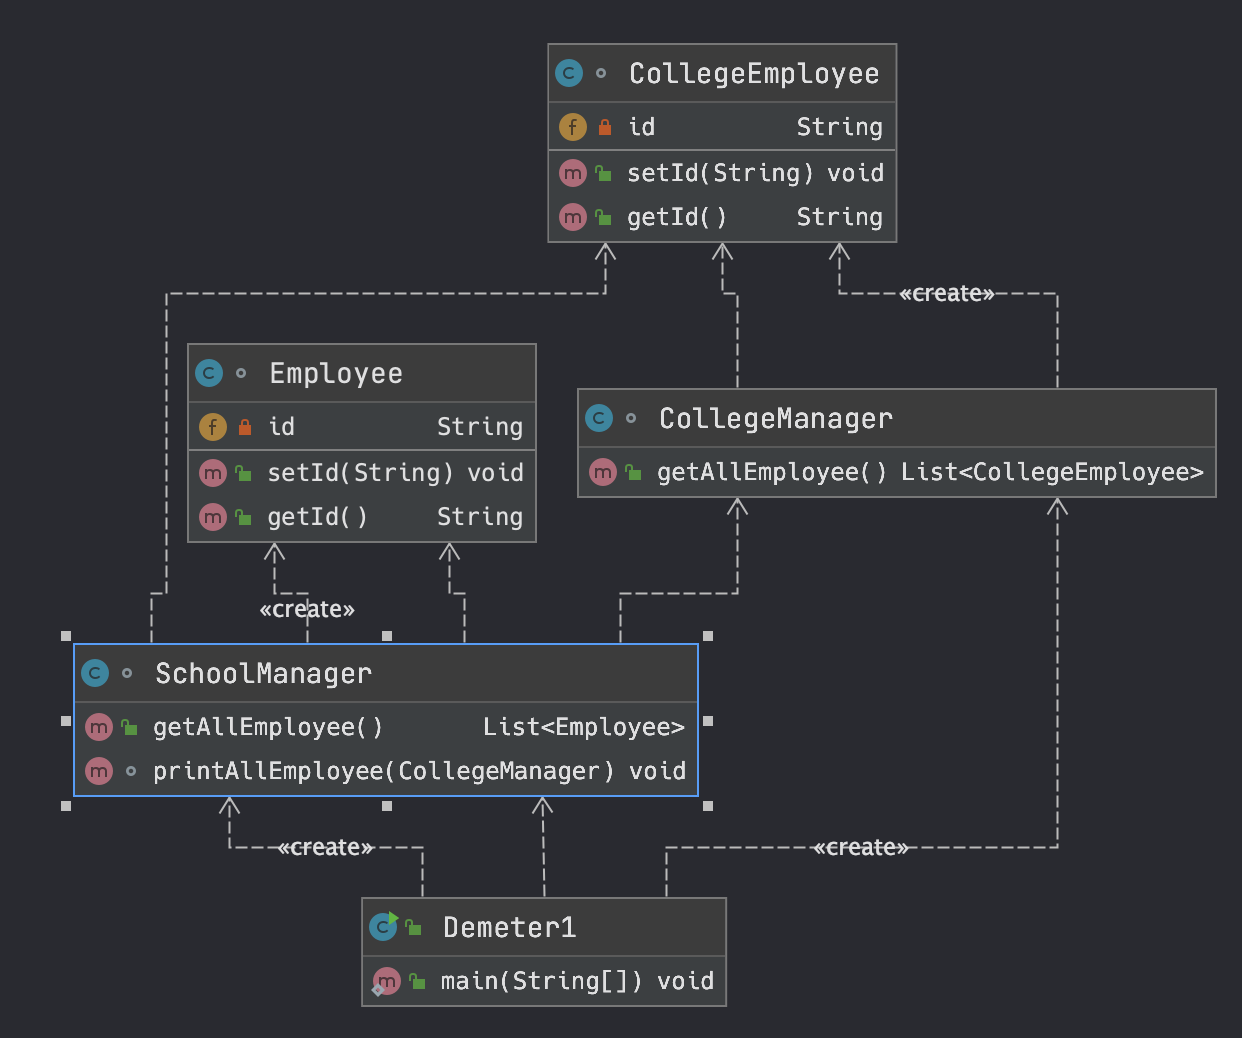 CollegeEmployee
id String
setId(String) void
getId() String
«create»
Employee
id String
setId(String) void
getId() String
CollegeManager
getAllEmployee() List<CollegeEmployee>
«create»
SchoolManager
getAllEmployee() List<Employee>
printAllEmployee(CollegeManager) void
«create»
«create»
Demeter1
main(String[]) void